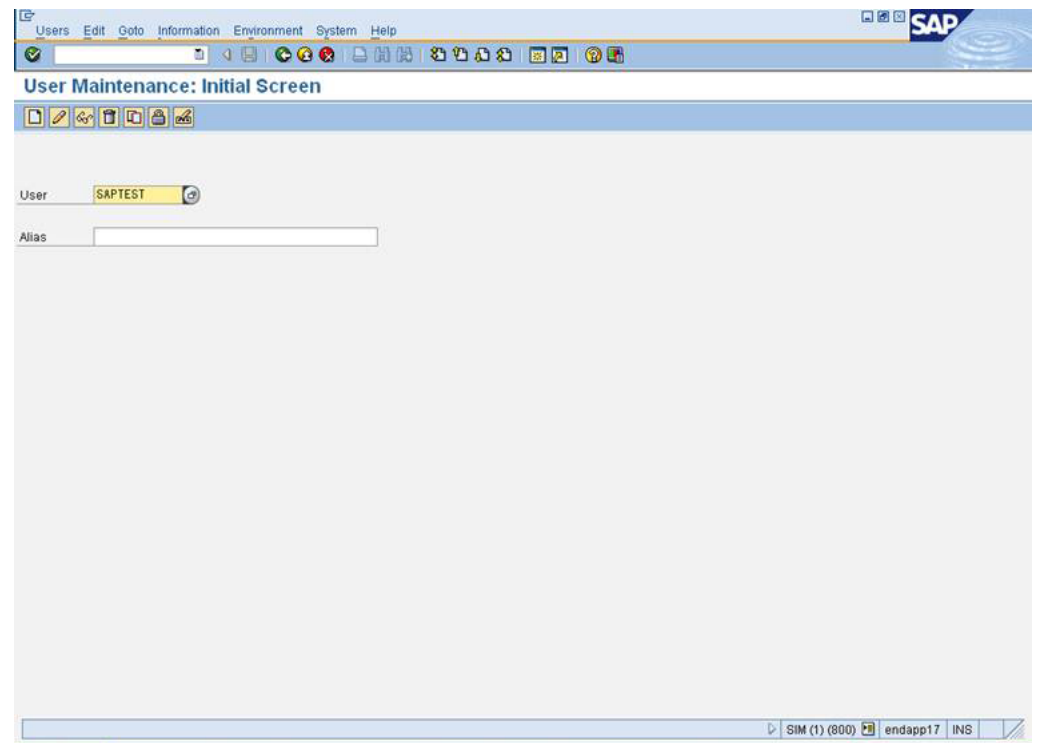 Users Edit Goto Information Environment System Help
SAP
User Maintenance: Initial Screen
User SAPTEST
Alias
SIM (1) (800) endapp17 INS